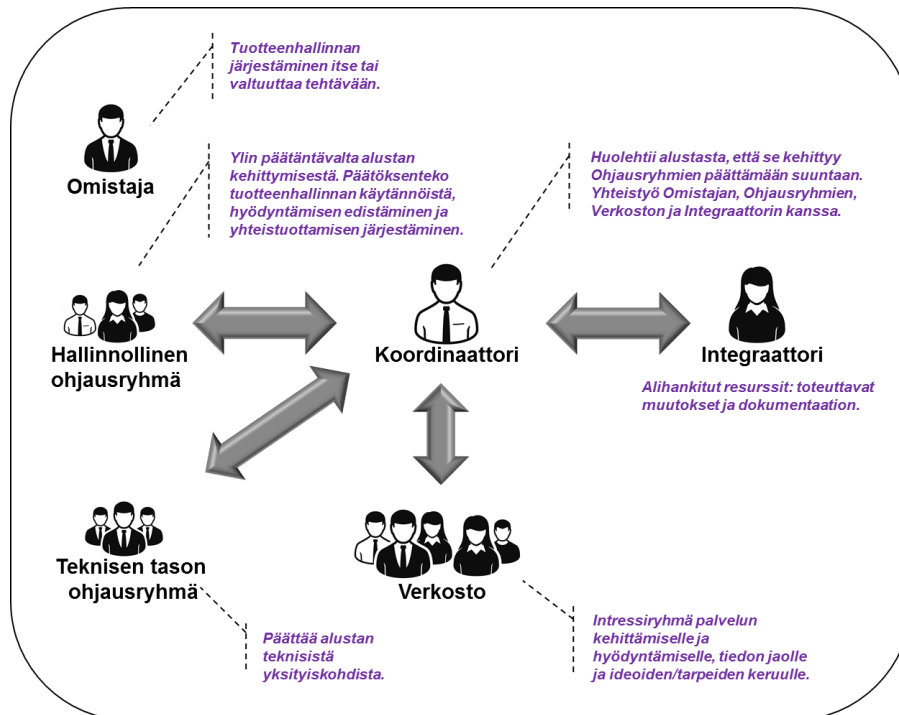 Tuotteenhallinnan
järjestäminen itse tai
valtuuttaa tehtävään.
Omistaja
Ylin päätäntävalta alustan
kehittymisestä. Päätöksenteko
tuotteenhallinnan käytännöistä,
hyödyntämisen edistäminen ja
yhteistuottamisen järjestäminen.
Huolehtii alustasta, että se kehittyy
Ohjausryhmien päättämään suuntaan.
Yhteistyö Omistajan, Ohjausryhmien,
Verkoston ja Integraattorin kanssa.
Hallinnollinen
ohjausryhmä
Koordinaattori
Integraattori
Alihankitut resurssit: toteuttavat
muutokset ja dokumentaation.
Teknisen tason
ohjausryhmä
Verkosto
Päättää alustan
teknisistä
yksityiskohdista.
Intressiryhmä palvelun
kehittämiselle ja
hyödyntämiselle, tiedon jaolle
ja ideoiden/tarpeiden keruulle.